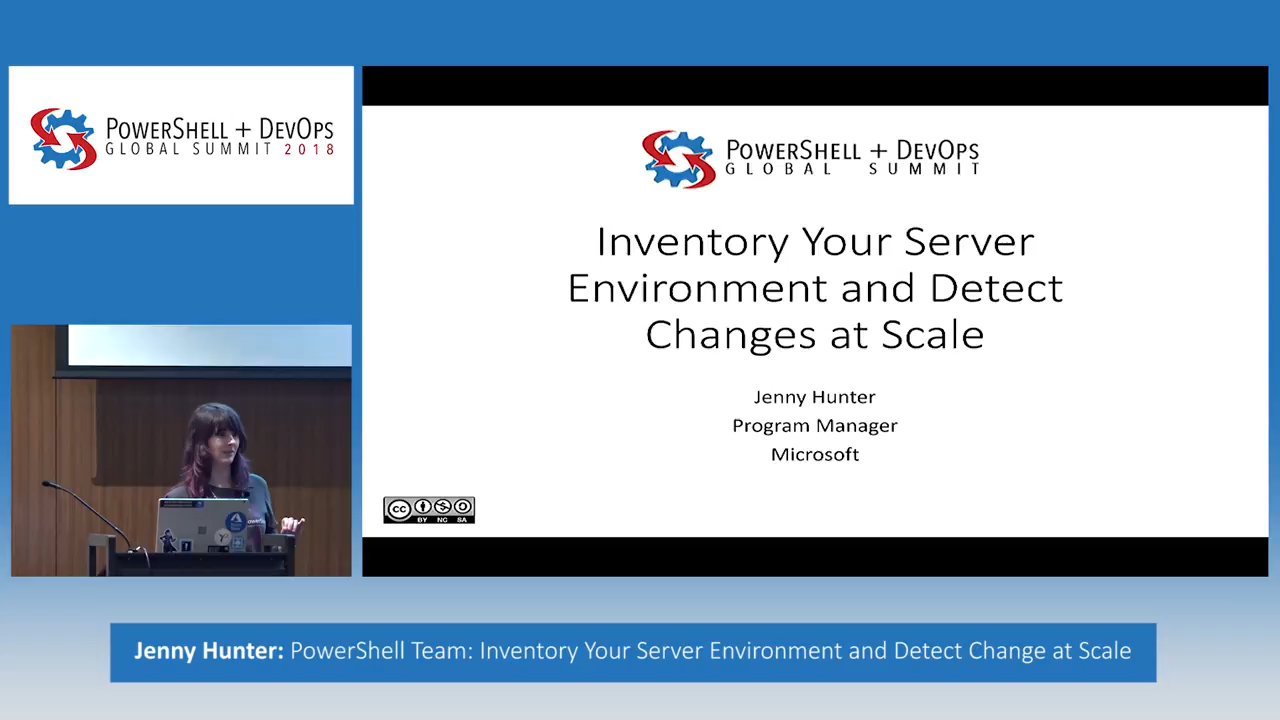 PowerShell + DevOps
Global Summit 2018
PowerShell + DevOps
Global Summit
Inventory Your Server
Environment and Detect
Changes at Scale
Jenny Hunter
Program Manager
Microsoft
cc
BY NC SA
Jenny Hunter: PowerShell Team: Inventory Your Server Environment and Detect Change at Scale